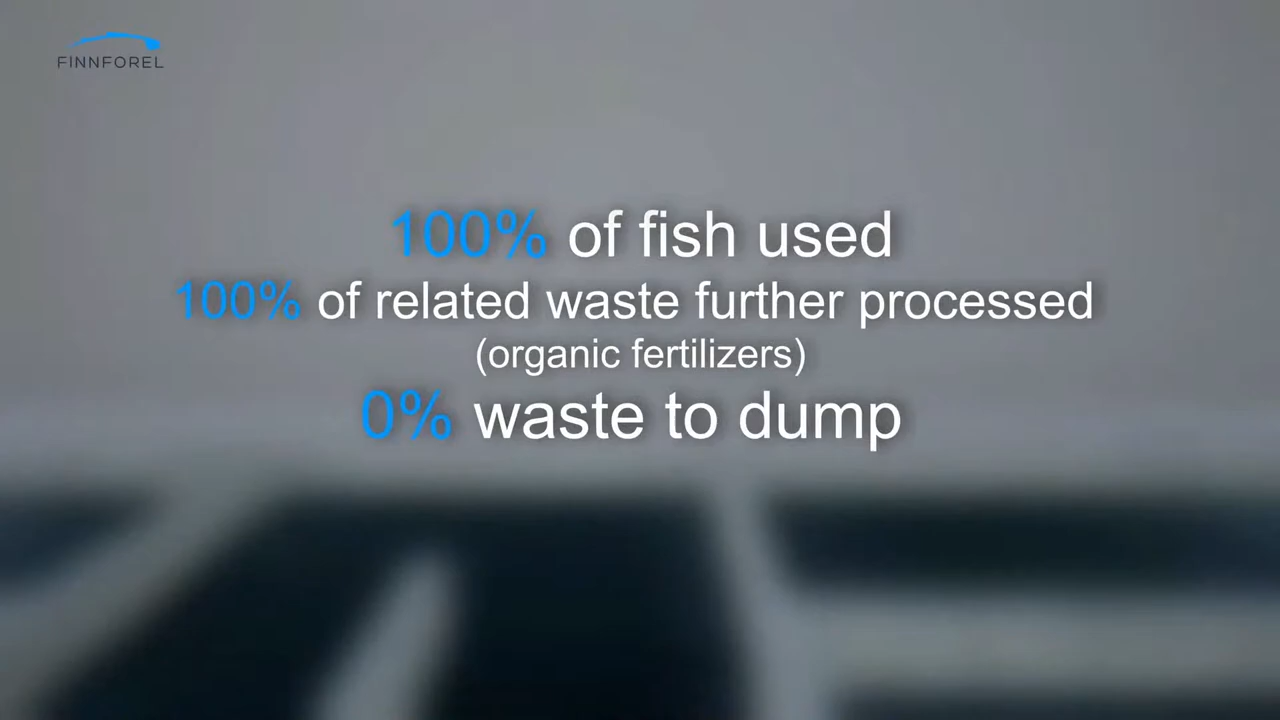 FINNFOREL
100% of fish used
100% of related waste further processed
(organic fertilizers)
0% waste to dump